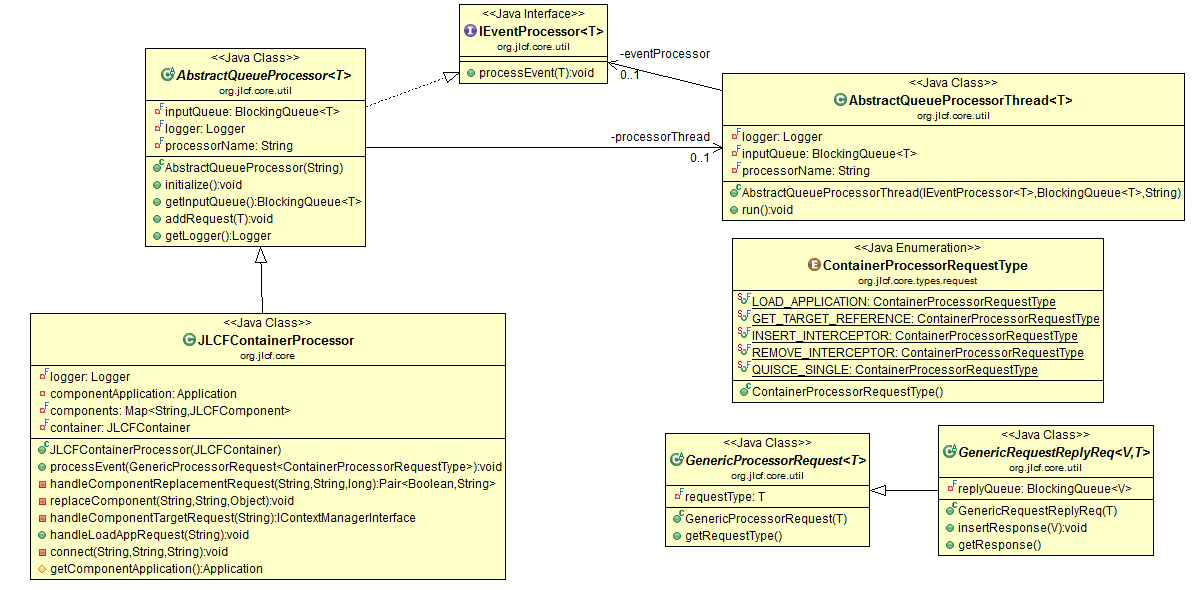 <<Java Interface>>
IEventProcessor<T>
org.jlcf.core.util
processEvent(T):void
<<Java Class>>
AbstractQueueProcessor<T>
org.jlcf.core.util
inputQueue: BlockingQueue<T>
logger: Logger
processorName: String
AbstractQueueProcessor(String)
initialize():void
getInputQueue():BlockingQueue<T>
addRequest(T):void
getLogger():Logger
-eventProcessor
0..1
-processorThread
0..1
<<Java Class>>
AbstractQueueProcessorThread<T>
org.jlcf.core.util
logger: Logger
inputQueue: BlockingQueue<T>
processorName: String
AbstractQueueProcessorThread(IEventProcessor<T>,BlockingQueue<T>,String)
run():void
<<Java Enumeration>>
ContainerProcessorRequestType
org.jlcf.core.types.request
LOAD_APPLICATION: ContainerProcessorRequestType
GET_TARGET_REFERENCE: ContainerProcessorRequestType
INSERT_INTERCEPTOR: ContainerProcessorRequestType
REMOVE_INTERCEPTOR: ContainerProcessorRequestType
QUISCE_SINGLE: ContainerProcessorRequestType
ContainerProcessorRequestType()
<<Java Class>>
JLCFContainerProcessor
org.jlcf.core
logger: Logger
componentApplication: Application
components: Map<String,JLCFComponent>
container: JLCFContainer
JLCFContainerProcessor(JLCFContainer)
processEvent(GenericProcessorRequest<ContainerProcessorRequestType>):void
handleComponentReplacementRequest(String,String,long):Pair<Boolean,String>
replaceComponent(String,String,Object):void
handleComponentTargetRequest(String):IContextManagerInterface
handleLoadAppRequest(String):void
connect(String,String,String):void
getComponentApplication():Application
<<Java Class>>
GenericProcessorRequest<T>
org.jlcf.core.util
requestType: T
GenericProcessorRequest(T)
getRequestType()
<<Java Class>>
GenericRequestReplyReq<V,T>
org.jlcf.core.util
replyQueue: BlockingQueue<V>
GenericRequestReplyReq(T)
insertResponse(V):void
getResponse()